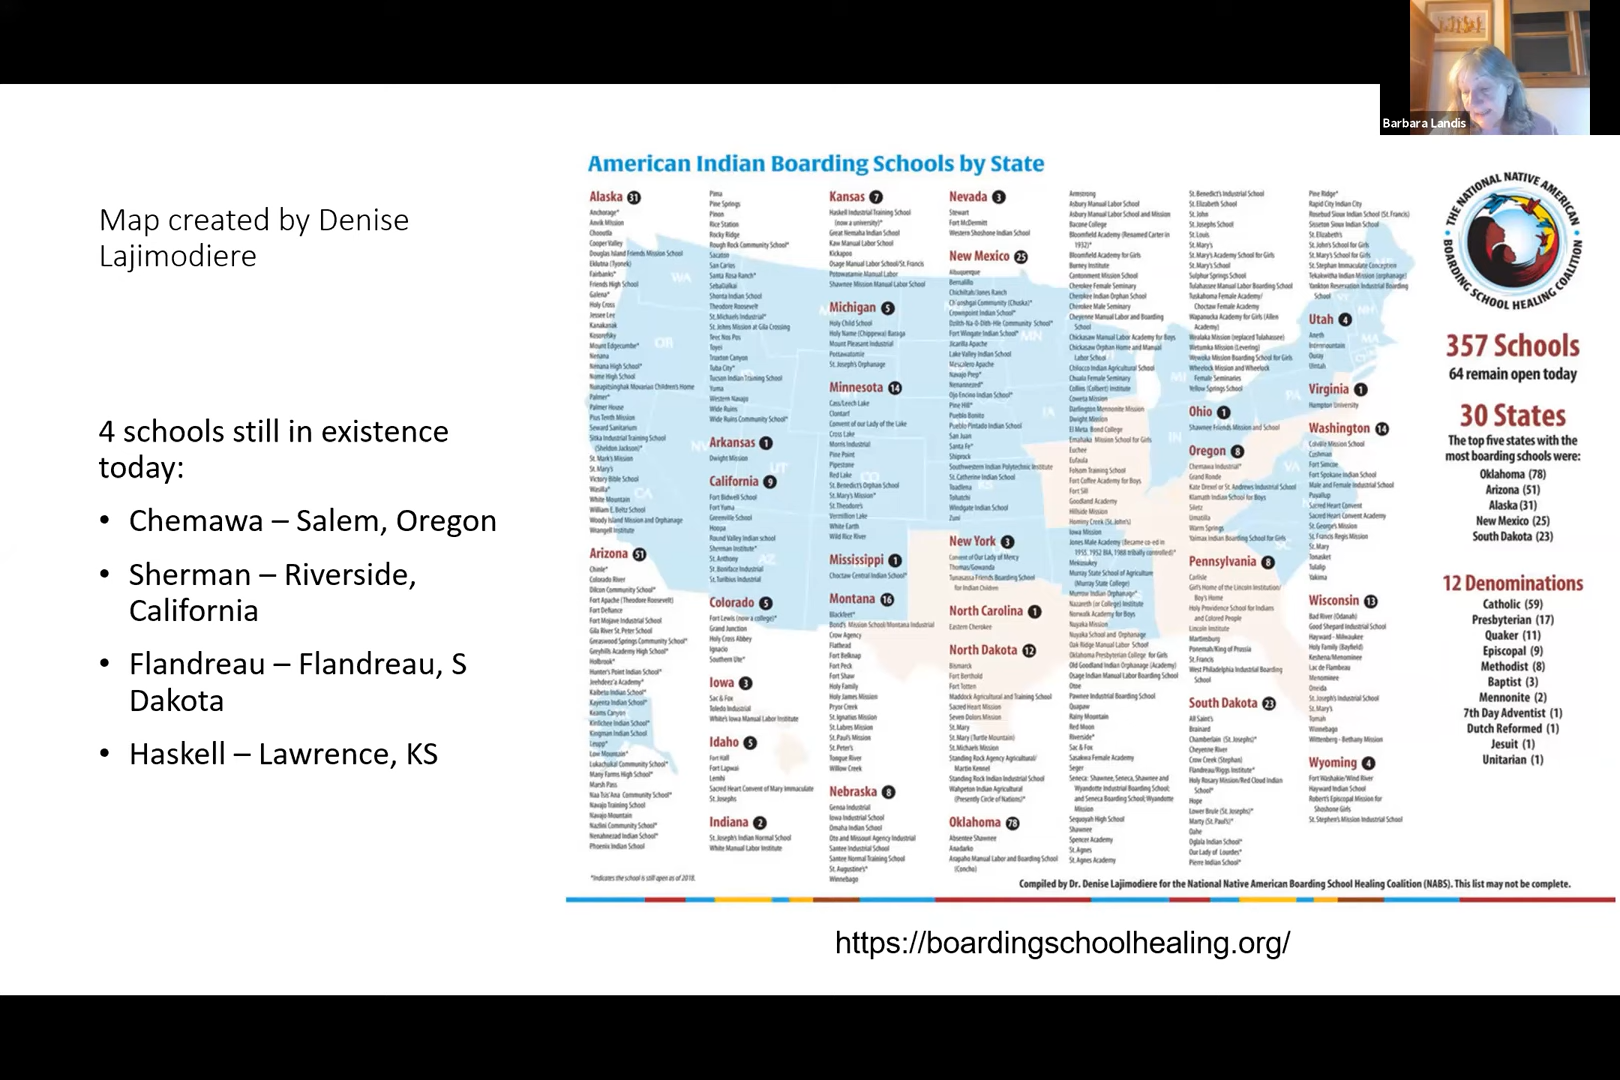 Barbara Landis
Map created by Denise
Lajimodiere
4 schools still in existence
today:
• Chemawa – Salem, Oregon
• Sherman – Riverside,
California
• Flandreau – Flandreau, S
Dakota
• Haskell – Lawrence, KS
American Indian Boarding Schools by State
Alaska 31
Anchorage*
Anvik Mission
Chooutla
Copper Valley
Douglas Island Friends Mission School
Eklutna (Tyonek)
Fairbanks*
Friends High School
Galena*
Holy Cross
Jessee Lee
Kanakanak
Kosorefsky
Mount Edgecumbe*
Nenana
Nenana High School*
Nome High School
Nunapitsinghak Moravian Children's Home
Palmer*
Palmer House
Pius Tenth Mission
Seward Sanitarium
Sitka Industrial Training School
(Sheldon Jackson)*
St. Mark's Mission
St. Mary's
Victory Bible School
Wasilla*
White Mountain
William E. Beltz School
Woody Island Mission and Orphanage
Wrangell Institute
Arizona 51
Chinle*
Colorado River
Dilcon Community School*
Fort Apache (Theodore Roosevelt)
Fort Defiance
Fort Mojave Industrial School
Gila River St. Peter School
Greaswood Springs Community School*
Greyhills Academy High School*
Holbrook*
Hunter's Point Indian School*
Jeehdeez'a Academy*
Kaibeto Indian School*
Kayenta Indian School*
Keams Canyon
Kinlichee Indian School*
Kingman Indian School
Leupp*
Low Mountain*
Lukachukai Community School*
Many Farms High School*
Marsh Pass
Naa Tsis'Ana Community School*
Navajo Training School
Navajo Mountain
Nazlini Community School*
Nenahnezad Indian School*
Phoenix Indian School
*Indicates the school is still open as of 2018.
Pima
Pine Springs
Pinon
Rice Station
Rocky Ridge
Rough Rock Community School*
Sacaton
San Carlos
Santa Rosa Ranch*
Seba Dalkai
Shonto Indian School
Theodore Roosevelt
St. Michaels Industrial*
St. Johns Mission at Gila Crossing
Teec Nos Pos
Toyei
Truxton Canyon
Tuba City*
Tucson Indian Training School
Yuma
Western Navajo
Wide Ruins
Wide Ruins Community School*
Arkansas 1
Dwight Mission
California 9
Fort Bidwell School
Fort Yuma
Greenville School
Hoopa
Round Valley Indian school
Sherman Institute*
St. Anthony
St. Boniface Industrial
St. Turibius Industrial
Colorado 5
Fort Lewis (now a college)*
Grand Junction
Holy Cross Abbey
Ignacio
Southern Ute*
Iowa 3
Sac & Fox
Toledo Industrial
White's Iowa Manual Labor Institute
Idaho 5
Fort Hall
Fort Lapwai
Lemhi
Sacred Heart Convent of Mary Immaculate
St. Josephs
Indiana 2
St. Joseph's Indian Normal School
White Manual Labor Institute
Kansas 7
Haskell Industrial Training School
(now a university)*
Great Nemaha Indian School
Kaw Manual Labor School
Kickapoo
Osage Manual Labor School/St. Francis
Potowatomie Manual Labor
Shawnee Mission Manual Labor School
Michigan 5
Holy Child School
Holy Name (Chippewa) Baraga
Mount Pleasant Industrial
Pottawatomie
St. Joseph's Orphanage
Minnesota 14
Cass/Leech Lake
Clontarf
Convent of our Lady of the Lake
Cross Lake
Morris Industrial
Pine Point
Pipestone
Red Lake
St. Benedict's Orphan School
St. Mary's Mission*
St. Theodore's
Vermillion Lake
White Earth
Wild Rice River
Mississippi 1
Choctaw Central Indian School*
Montana 16
Blackfeet*
Bond's Mission School/Montana Industrial
Crow Agency
Flathead
Fort Belknap
Fort Peck
Fort Shaw
Holy Family
Holy James Mission
Pryor Creek
St. Ignatius Mission
St. Labres Mission
St. Paul's Mission
St. Peter's
Tongue River
Willow Creek
Nebraska 8
Genoa Industrial
Iowa Industrial School
Omaha Indian School
Oto and Missouri Agency Industrial
Santee Industrial School
Santee Normal Training School
St. Augustine's*
Winnebago
Nevada 3
Stewart
Fort McDermitt
Western Shoshone Indian School
New Mexico 25
Albuquerque
Bernalillo
Chichiltah/Jones Ranch
Crownpoint Indian School*
Dzilth-Na-O-Dith-Hle Community School*
Fort Wingate Indian School*
Jicarilla Apache
Lake Valley Indian School
Mescalero Apache
Navajo Prep*
Nenannezed*
Ojo Encino Indian School*
Pine Hill*
Pueblo Bonito
Pueblo Pintado Indian School
San Juan
Santa Fe*
Shiprock
Southwestern Indian Polytechnic Institute
St. Catherine Indian School
Toadlena
Tohatchi
Wingate Indian School
Zuni
New York 3
Convent of Our Lady of Mercy
Thomas/Gowanda
Tunassasa Friends Boarding School
for Indian Children
North Carolina 1
Eastern Cherokee
North Dakota 12
Bismarck
Fort Berthold
Fort Totten
Maddock Agricultural and Training School
Sacred Heart Mission
Seven Dolors Mission
St. Mary
St. Mary (Turtle Mountain)
St. Michaels Mission
Standing Rock Agency Agricultural/
Martin Kennel
Standing Rock Indian Industrial School
Wahpeton Indian Agricultural
(Presently Circle of Nations)*
Oklahoma 78
Absentee Shawnee
Anadarko
Arapaho Manual Labor and Boarding School
(Concho)
Armstrong
Asbury Manual Labor School
Asbury Manual Labor School and Mission
Bacone College
Bloomfield Academy (Renamed Carter in
1932)*
Bloomfield Academy for Girls
Burney Institute
Cantonment Mission School
Cherokee Female Seminary
Cherokee Indian Orphan School
Cherokee Male Seminary
Cheyenne Manual Labor and Boarding
School
Chickasaw Manual Labor Academy for Boys
Chickasaw Orphan Home and Manual
Labor School
Chilocco Indian Agricultural School
Chuala Female Seminary
Collins (Colbert) Institute
Coweta Mission
Darlington Mennonite Mission
Dwight Mission
El Meta Bond College
Emahaka Mission School for Girls
Euchee
Eufaula
Folsom Training School
Fort Coffee Academy for Boys
Fort Sill
Goodland Academy
Hillside Mission
Hominy Creek (St. John's)
Iowa Mission
Jones Male Academy (Became co-ed in
1955, 1952 BIA, 1988 tribally controlled)*
Mekasukey
Murray State School of Agriculture
(Murray State College)
Murrow Indian Orphanage*
Nazareth (or College) Institute
Norwalk Academy for Boys
Nuyaka Mission
Nuyaka School and Orphanage
Oak Ridge Manual Labor School
Oklahoma Presbyterian College for Girls
Old Goodland Indian Orphanage (Academy)
Osage Indian Manual Labor Boarding School
Otoe
Pawnee Industrial Boarding School
Quapaw
Rainy Mountain
Red Moon
Riverside*
Sac & Fox
Sasakwa Female Academy
Seger
Seneca: Shawnee, Seneca, Shawnee and
Wyandotte Industrial Boarding School;
and Seneca Boarding School; Wyandotte
Mission
Sequoyah High School
Shawnee
Spencer Academy
St. Agnes
St. Agnes Academy
St. Benedict's Industrial School
St. Elizabeth School
St. John
St. Josephs School
St. Louis
St. Mary's
St. Mary's Academy School for Girls
St. Mary's School
Sulphur Springs School
Tulahassee Manual Labor Boarding School
Tuskahoma Female Academy/
Choctaw Female Academy
Wapanucka Academy for Girls (Allen
Academy)
Wealaka Mission (replaced Tulahassee)
Wetumka Mission (Levering)
Wewoka Mission Boarding School for Girls
Wheelock Mission and Wheelock
Female Seminaries
Yellow Springs School
Ohio 1
Shawnee Friends Mission and School
Oregon 8
Chemawa Industrial*
Grand Ronde
Kate Drexel or St. Andrews Industrial School
Klamath Indian School for Boys
Siletz
Umatilla
Warm Springs
Yainax Indian Boarding School for Girls
Pennsylvania 8
Carlisle
Girl's Home of the Lincoln Institution/
Boy's Home
Holy Providence School for Indians
and Colored People
Lincoln Institute
Martinsburg
Ponemah/King of Prussia
St. Francis
West Philadelphia Industrial Boarding
School
South Dakota 23
All Saint's
Brainard
Chamberlain (St. Josephs)*
Cheyenne River
Crow Creek (Stephan)
Flandreau/Riggs Institute*
Holy Rosary Mission/Red Cloud Indian
School*
Hope
Lower Brule (St. Josephs)*
Marty (St. Paul's)*
Oahe
Oglala Indian School*
Our Lady of Lourdes*
Pierre Indian School*
Pine Ridge*
Rapid City Indian City
Rosebud Sioux Indian School (St. Francis)
Sisseton Sioux Indian School
St. Elizabeth's
St. John's School for Girls
St. Mary's School for Girls
St. Stephan Immaculate Conception
Tekakwitha Indian Mission (orphanage)
Yankton Reservation Industrial Boarding
School
Utah 4
Aneth
Intermountain
Ouray
Uintah
Virginia 1
Hampton University
Washington 14
Colville Mission School
Cushman
Fort Simcoe
Fort Spokane Indian School
Male and Female Industrial School
Puyallup
Sacred Heart Convent
Sacred Heart Convent Academy
St. George's Mission
St. Francis Regis Mission
St. Mary
Tonasket
Tulalip
Yakima
Wisconsin 13
Bad River (Odanah)
Good Shepard Industrial School
Hayward - Milwaukee
Holy Family (Bayfield)
Keshena/Menominee
Lac de Flambeau
Menominee
Oneida
St. Joseph's Industrial School
St. Mary's
Tomah
Winnebago
Wittenberg - Bethany Mission
Wyoming 4
Fort Washakie/Wind River
Hayward Indian School
Robert's Episcopal Mission for
Shoshone Girls
St. Stephen's Mission Industrial School
THE NATIONAL NATIVE AMERICAN
BOARDING SCHOOL HEALING COALITION
357 Schools
64 remain open today
30 States
The top five states with the
most boarding schools were:
Oklahoma (78)
Arizona (51)
Alaska (31)
New Mexico (25)
South Dakota (23)
12 Denominations
Catholic (59)
Presbyterian (17)
Quaker (11)
Episcopal (9)
Methodist (8)
Baptist (3)
Mennonite (2)
7th Day Adventist (1)
Dutch Reformed (1)
Jesuit (1)
Unitarian (1)
Compiled by Dr. Denise Lajimodiere for the National Native American Boarding School Healing Coalition (NABS). This list may not be complete.
https://boardingschoolhealing.org/